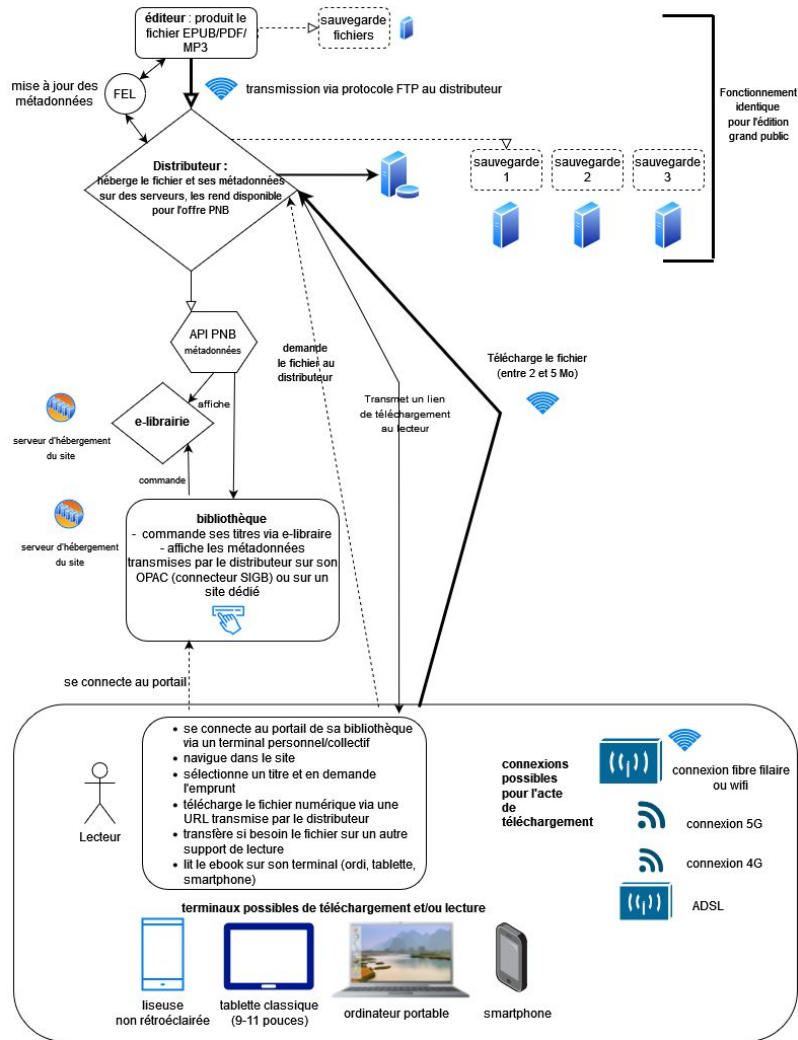 éditeur : produit le
fichier EPUB/PDF/
MP3
sauvegarde
fichiers
mise à jour des
métadonnées
FEL
transmission via protocole FTP au distributeur
Fonctionnement
identique
pour l'édition
grand public
Distributeur :
héberge le fichier et ses métadonnées
sur des serveurs, les rend disponible
pour l'offre PNB
sauvegarde
1
sauvegarde
2
sauvegarde
3
API PNB
métadonnées
demande
le fichier au
distributeur
Télécharge le fichier
(entre 2 et 5 Mo)
Transmet un lien
de téléchargement
au lecteur
affiche
e-librairie
serveur d'hébergement
du site
commande
serveur d'hébergement
du site
bibliothèque
- commande ses titres via e-libraire
- affiche les métadonnées
transmises par le distributeur sur son
OPAC (connecteur SIGB) ou sur un
site dédié
se connecte au portail
Lecteur
• se connecte au portail de sa bibliothèque
via un terminal personnel/collectif
• navigue dans le site
• sélectionne un titre et en demande
l'emprunt
• télécharge le fichier numérique via une
URL transmise par le distributeur
• transfère si besoin le fichier sur un autre
support de lecture
• lit le ebook sur son terminal (ordi, tablette,
smartphone)
connexions
possibles
pour l'acte
de
téléchargement
connexion fibre filaire
ou wifi
connexion 5G
connexion 4G
ADSL
terminaux possibles de téléchargement et/ou lecture
liseuse
non rétroéclairée
tablette classique
(9-11 pouces)
ordinateur portable
smartphone